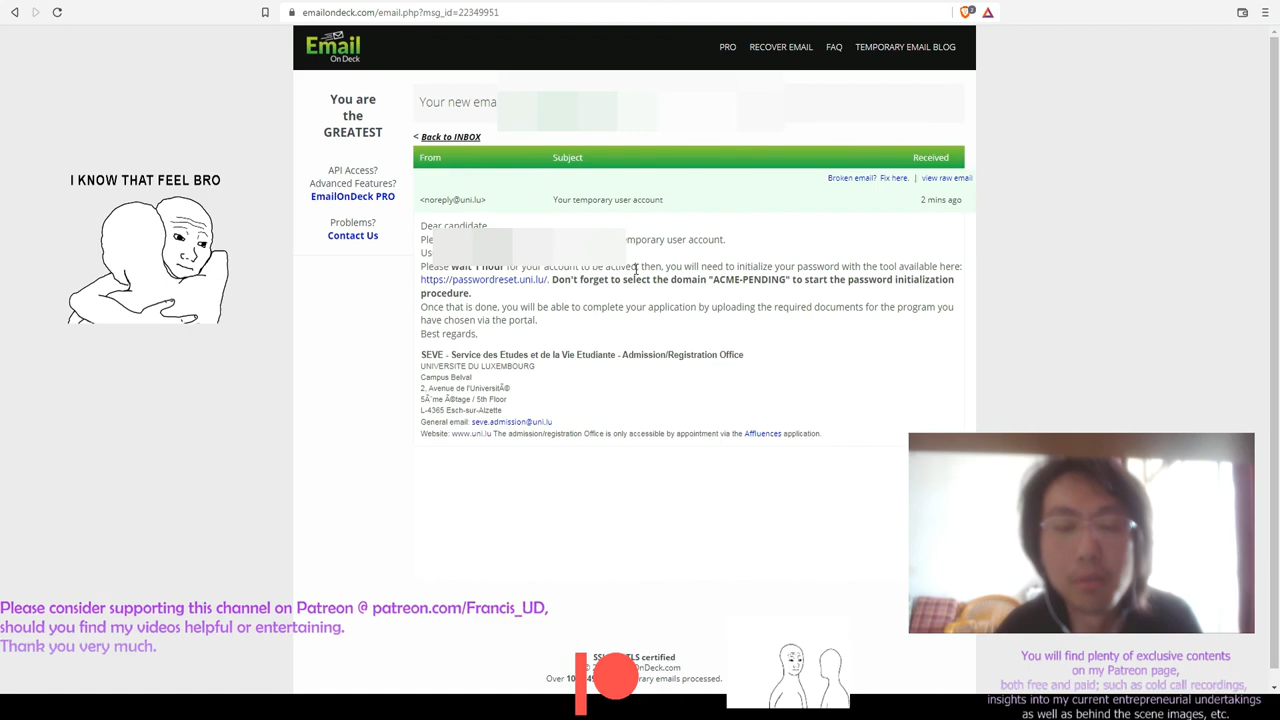 emailondeck.com/email.php?msg_id=22349951
2
Email
On Deck
PRO
RECOVER EMAIL
FAQ
TEMPORARY EMAIL BLOG
You are
the
GREATEST
API Access?
Advanced Features?
EmailOnDeck PRO
Problems?
Contact Us
I KNOW THAT FEEL BRO
Your new ema
< Back to INBOX
From Subject Received
Broken email? Fix here. | view raw email
<noreply@uni.lu> Your temporary user account 2 mins ago
Dear candidate
temporary user account.
Please wait 1 hour for your account to be actived then, you will need to initialize your password with the tool available here:
https://passwordreset.uni.lu/. Don't forget to select the domain "ACME-PENDING" to start the password initialization
procedure.
Once that is done, you will be able to complete your application by uploading the required documents for the program you
have chosen via the portal.
Best regards,
SEVE - Service des Etudes et de la Vie Etudiante - Admission/Registration Office
UNIVERSITE DU LUXEMBOURG
Campus Belval
2, Avenue de l'UniversitÃ©
5Ã¨me Ã©tage / 5th Floor
L-4365 Esch-sur-Alzette
General email: seve.admission@uni.lu
Website: www.uni.lu The admission/registration Office is only accessible by appointment via the Affluences application.
Please consider supporting this channel on Patreon @ patreon.com/Francis_UD,
should you find my videos helpful or entertaining.
Thank you very much.
TLS certified
OnDeck.com
emails processed.
You will find plenty of exclusive contents
on my Patreon page,
both free and paid; such as cold call recordings,
insights into my current entrepreneurial undertakings
as well as behind the scene images, etc.